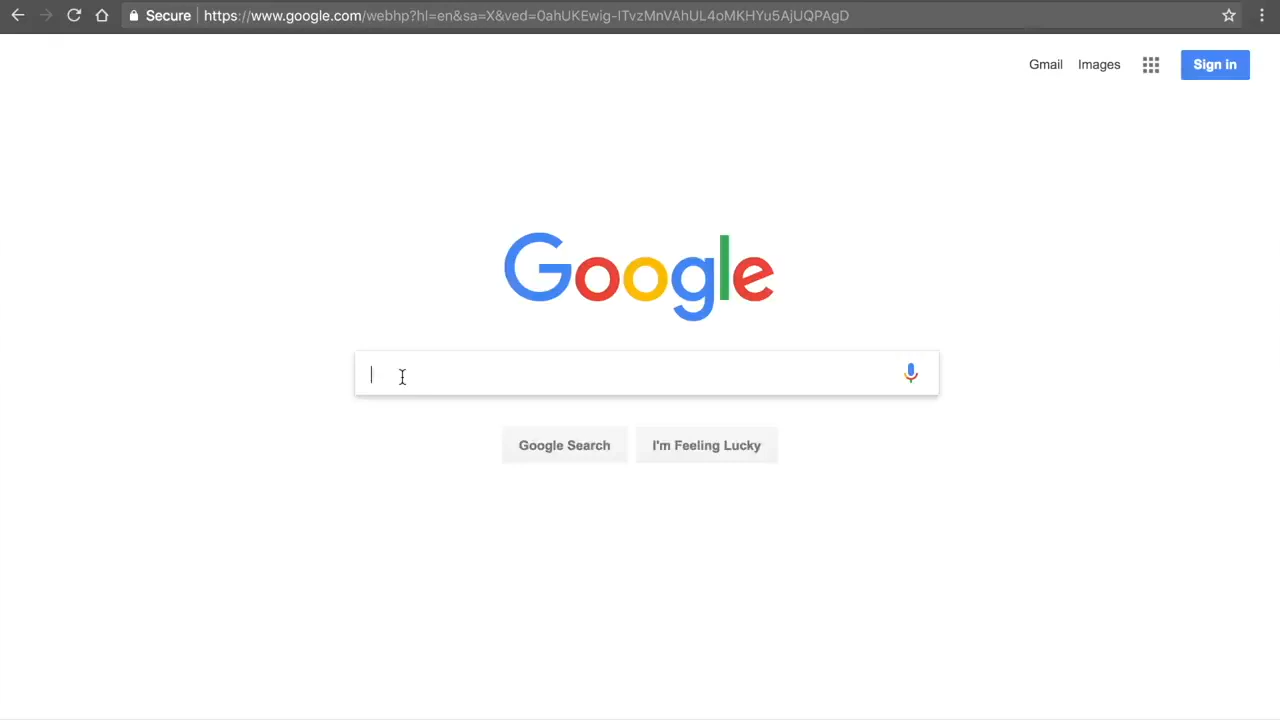 Secure https://www.google.com/webhp?hl=en&sa=X&ved=0ahUKEwig-ITvzMnVAhUL4oMKHYu5AjUQPAgD
Gmail Images Sign in
Google
Google Search I'm Feeling Lucky